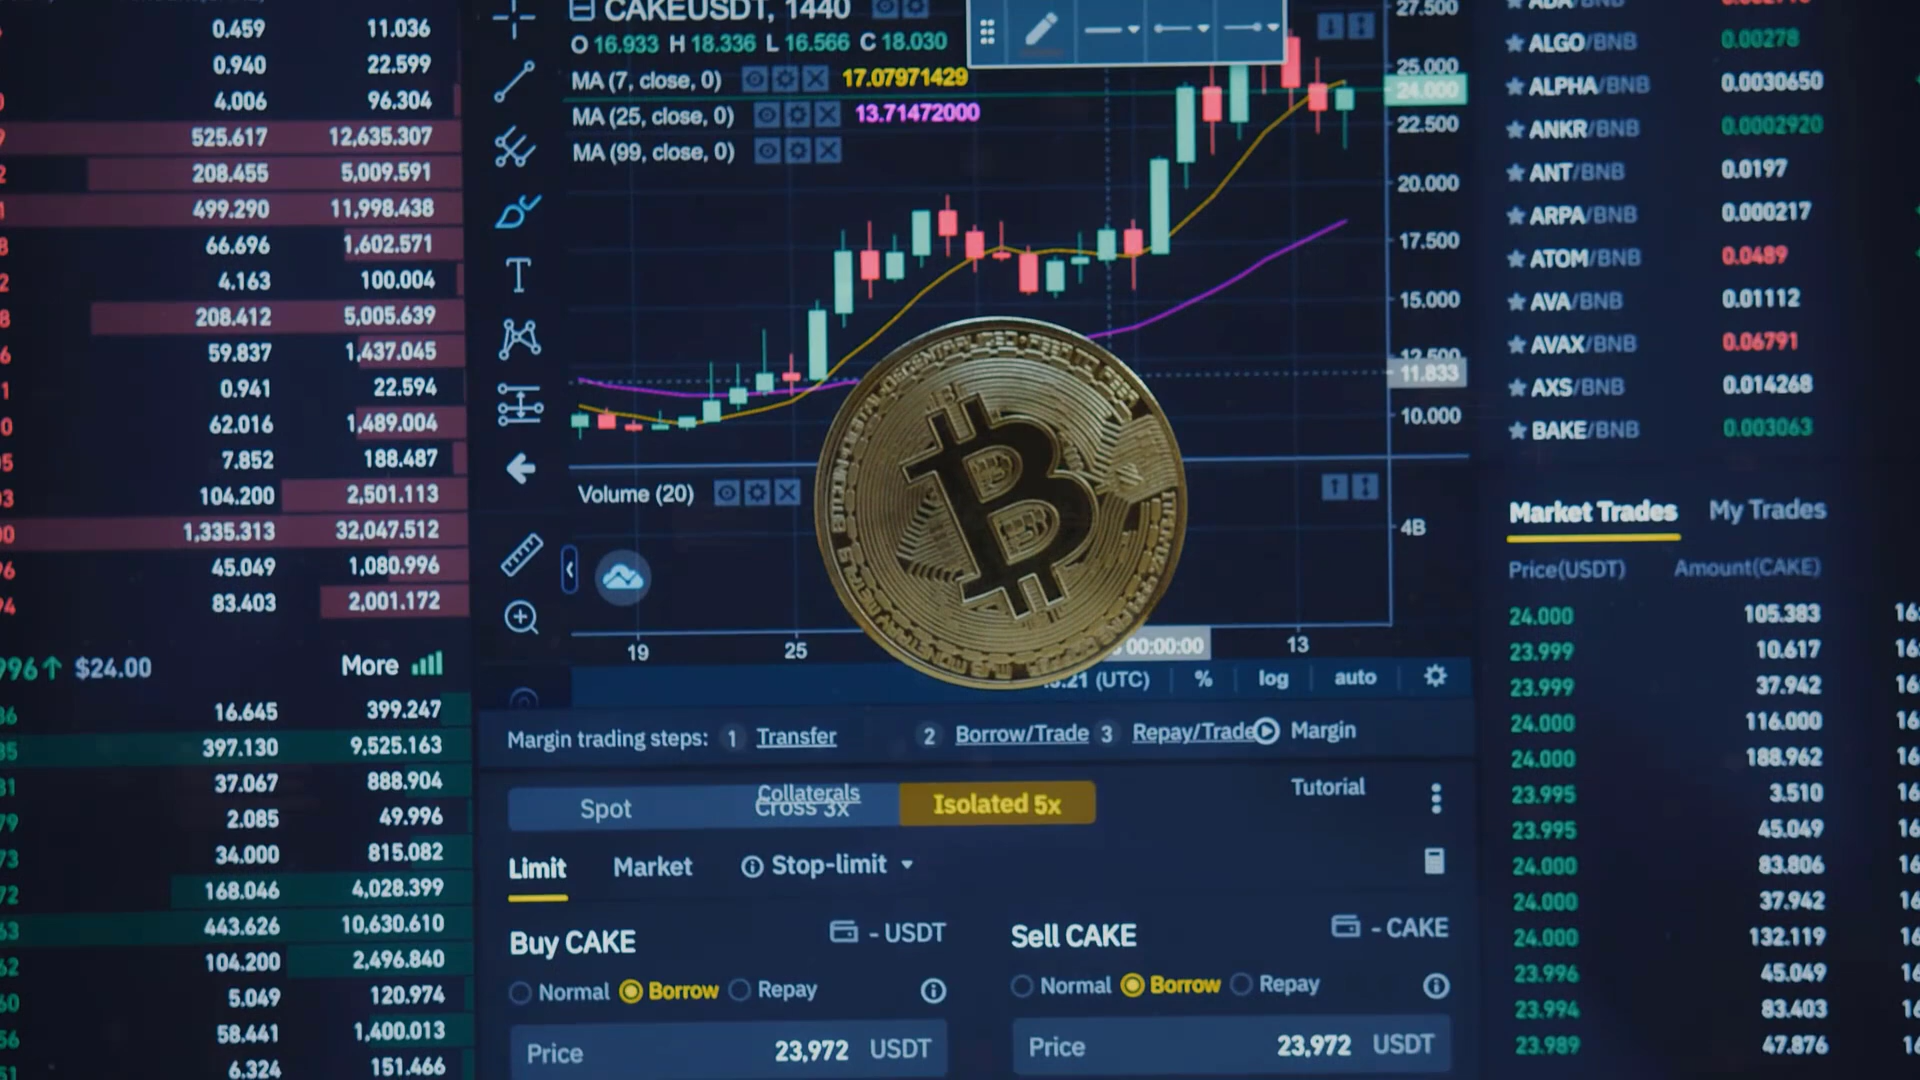 0.459 11.036
0.940 22.599
4.006 96.304
525.617 12,635.307
208.455 5,009.591
499.290 11,998.438
66.696 1,602.571
4.163 100.004
208.412 5,005.639
59.837 1,437.045
0.941 22.594
62.016 1,489.004
7.852 188.487
104.200 2,501.113
1,335.313 32,047.512
45.049 1,080.996
83.403 2,001.172
996↑ $24.00 More
16.645 399.247
397.130 9,525.163
37.067 888.904
2.085 49.996
34.000 815.082
168.046 4,028.399
443.626 10,630.610
104.200 2,496.840
5.049 120.974
58.441 1,400.013
6.324 151.466
CAKEUSDT, 1440
O 16.933 H 18.336 L 16.566 C 18.030
MA (7, close, 0) 17.07971429
MA (25, close, 0) 13.71472000
MA (99, close, 0)
27.500
25.000
24.000
22.500
20.000
17.500
15.000
12.500
11.833
10.000
Volume (20)
4B
19 25 00:00:00 13
(UTC) % log auto
Margin trading steps: 1 Transfer 2 Borrow/Trade 3 Repay/Trade Margin
Collaterals Tutorial
Spot Cross 3x Isolated 5x
Limit Market Stop-limit
Buy CAKE - USDT
Normal Borrow Repay
Price 23,972 USDT
Sell CAKE - CAKE
Normal Borrow Repay
Price 23,972 USDT
ALGO/BNB 0.00278
ALPHA/BNB 0.0030650
ANKR/BNB 0.0002920
ANT/BNB 0.0197
ARPA/BNB 0.000217
ATOM/BNB 0.0489
AVA/BNB 0.01112
AVAX/BNB 0.06791
AXS/BNB 0.014268
BAKE/BNB 0.003063
Market Trades My Trades
Price(USDT) Amount(CAKE)
24.000 105.383
23.999 10.617
23.999 37.942
24.000 116.000
24.000 188.962
23.995 3.510
23.995 45.049
24.000 83.806
24.000 37.942
24.000 132.119
23.996 45.049
23.994 83.403
23.989 47.876